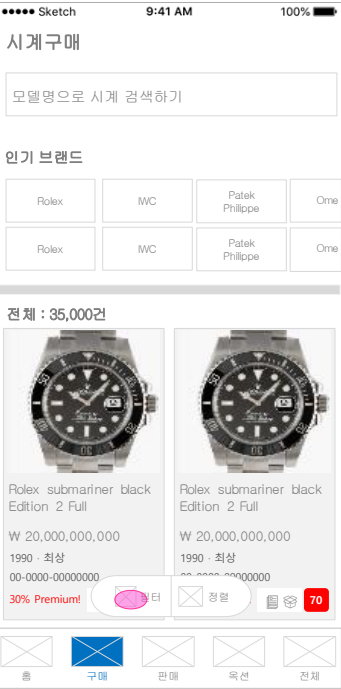 Sketch 9:41 AM 100%
시계구매
모델명으로 시계 검색하기
인기 브랜드
Rolex IWC Patek Philippe Ome
Rolex IWC Patek Philippe Ome
전체 : 35,000건
Rolex submariner black Rolex submariner black
Edition 2 Full Edition 2 Full
₩ 20,000,000,000 ₩ 20,000,000,000
1990 · 최상 1990 · 최상
00-0000-00000000 00-0000-00000000
30% Premium! 터 정렬 70
홈 구매 판매 옥션 전체